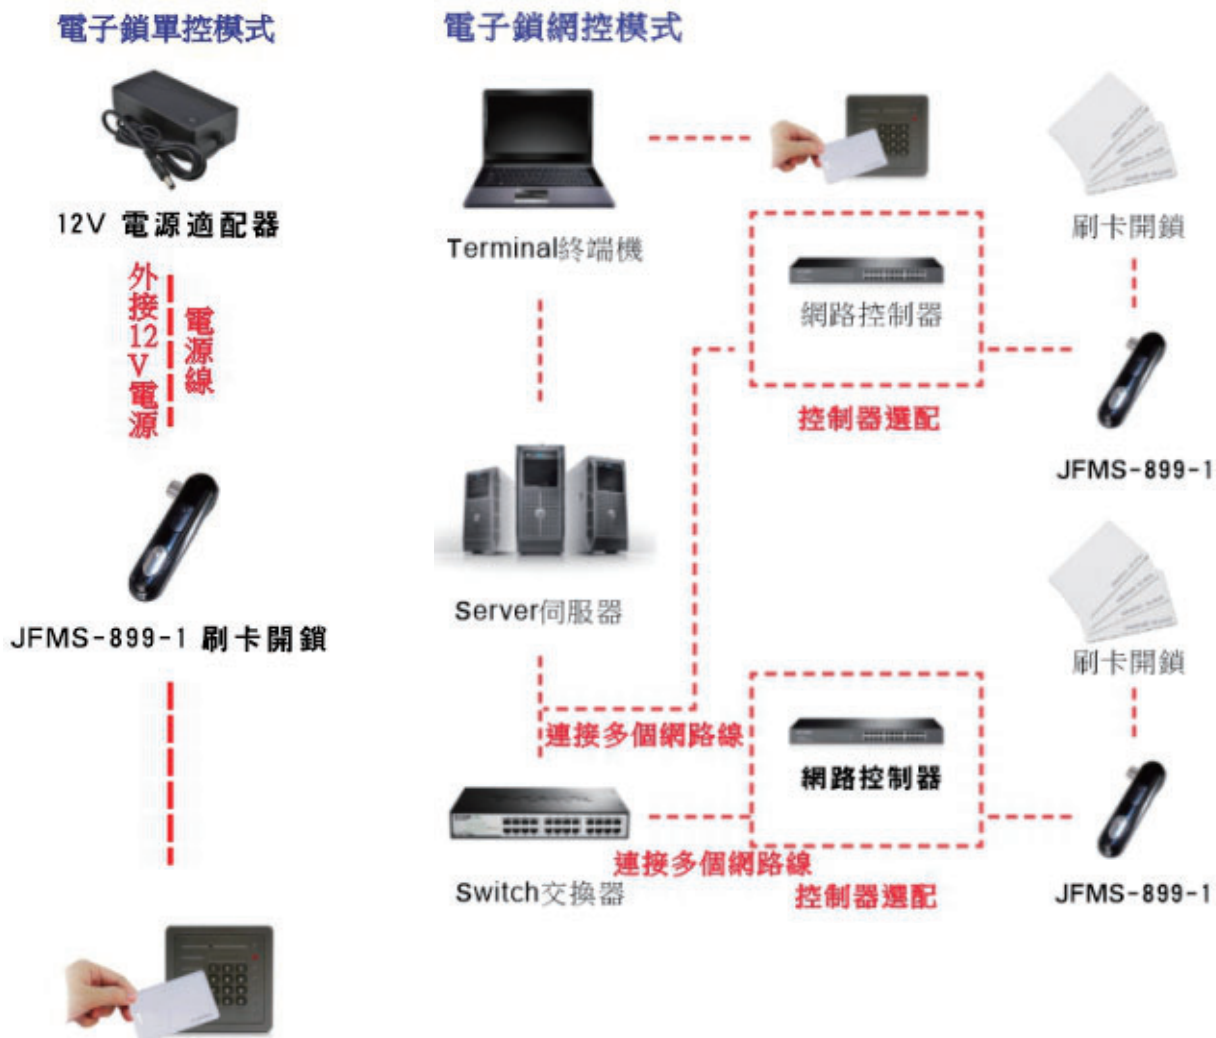 電子鎖單控模式
12V 電源適配器
外接12V電源
電源線
JFMS-899-1 刷卡開鎖
電子鎖網控模式
Terminal終端機
刷卡開鎖
網路控制器
控制器選配
JFMS-899-1
Server伺服器
刷卡開鎖
連接多個網路線
網路控制器
Switch交換器
連接多個網路線
控制器選配
JFMS-899-1